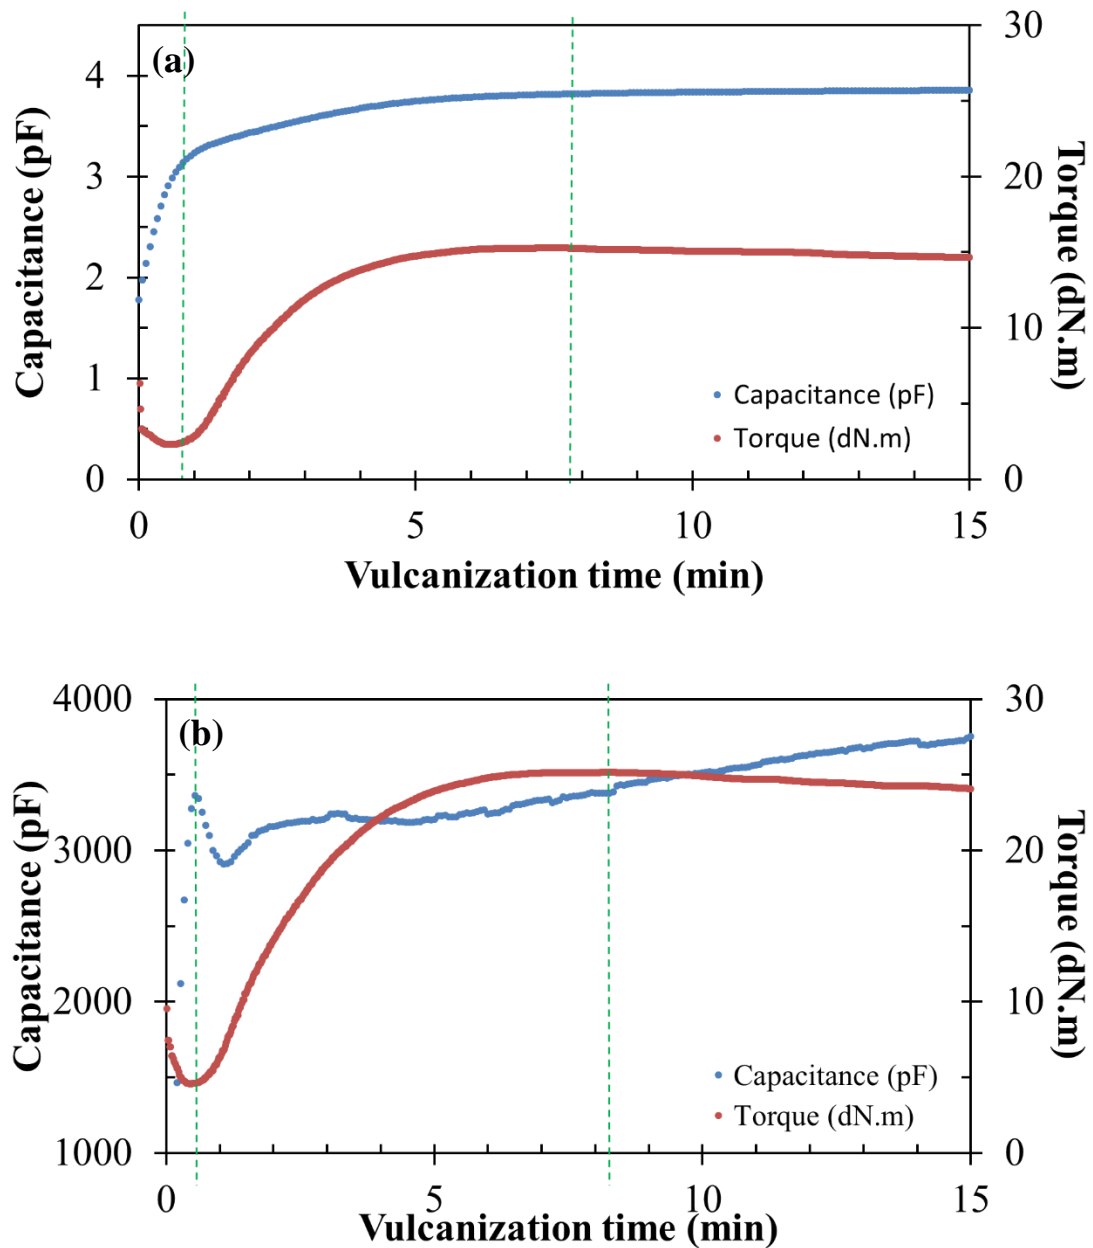 (a)
30
4
3
2
1
0
Capacitance (pF)
20
10
0
Torque (dN.m)
Capacitance (pF)
Torque (dN.m)
0 5 10 15
Vulcanization time (min)
(b)
4000
3000
2000
1000
Capacitance (pF)
30
20
10
0
Torque (dN.m)
Capacitance (pF)
Torque (dN.m)
0 5 10 15
Vulcanization time (min)